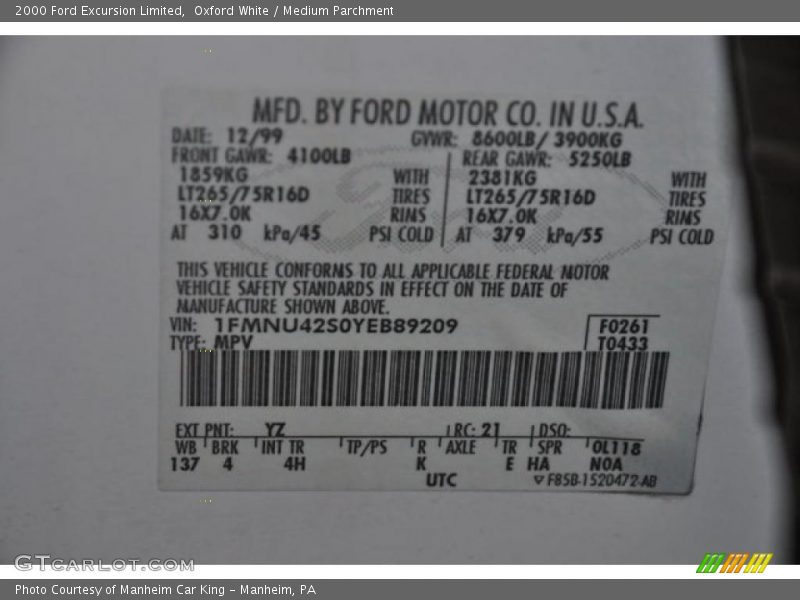 2000 Ford Excursion Limited, Oxford White / Medium Parchment
MFD. BY FORD MOTOR CO. IN U.S.A.
DATE: 12/99 GVWR: 8600LB/ 3900KG
FRONT GAWR: 4100LB REAR GAWR: 5250LB
1859KG WITH 2381KG WITH
LT265/75R16D TIRES LT265/75R16D TIRES
16X7.0K RIMS 16X7.0K RIMS
AT 310 kPa/45 PSI COLD AT 379 kPa/55 PSI COLD
THIS VEHICLE CONFORMS TO ALL APPLICABLE FEDERAL MOTOR
VEHICLE SAFETY STANDARDS IN EFFECT ON THE DATE OF
MANUFACTURE SHOWN ABOVE.
VIN: 1FMNU42S0YEB89209 F0261
TYPE: MPV T0433
EXT PNT: YZ RC: 21 DSO:
WB BRK INT TR TP/PS R AXLE TR SPR OL118
137 4 4H K E HA NOA
UTC F85B-1520472-AB
GTCARLOT.COM
Photo Courtesy of Manheim Car King - Manheim, PA